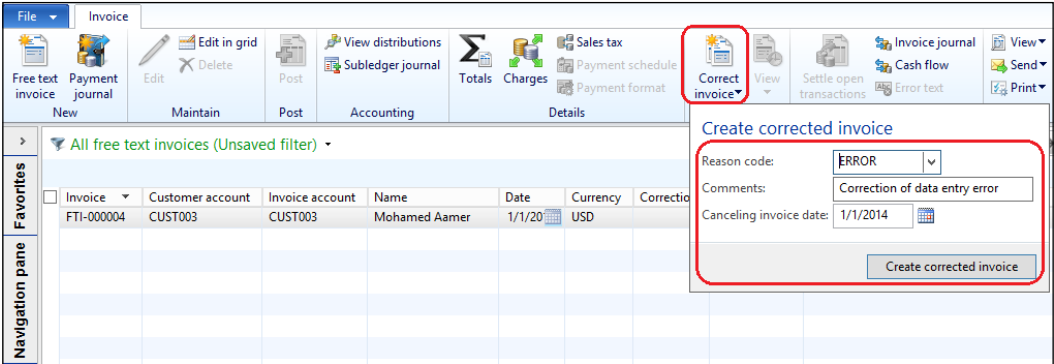 File Invoice
Free text invoice
Payment journal
New
Edit
Edit in grid
Delete
Maintain
Post
Post
View distributions
Subledger journal
Accounting
Totals
Charges
Sales tax
Payment schedule
Payment format
Details
Correct invoice
View
Settle open transactions
Invoice journal
Cash flow
Error text
View
Send
Print
Favorites
Navigation pane
All free text invoices (Unsaved filter)
Invoice Customer account Invoice account Name Date Currency Correctio
FTI-000004 CUST003 CUST003 Mohamed Aamer 1/1/20 USD
Create corrected invoice
Reason code: ERROR
Comments: Correction of data entry error
Canceling invoice date: 1/1/2014
Create corrected invoice